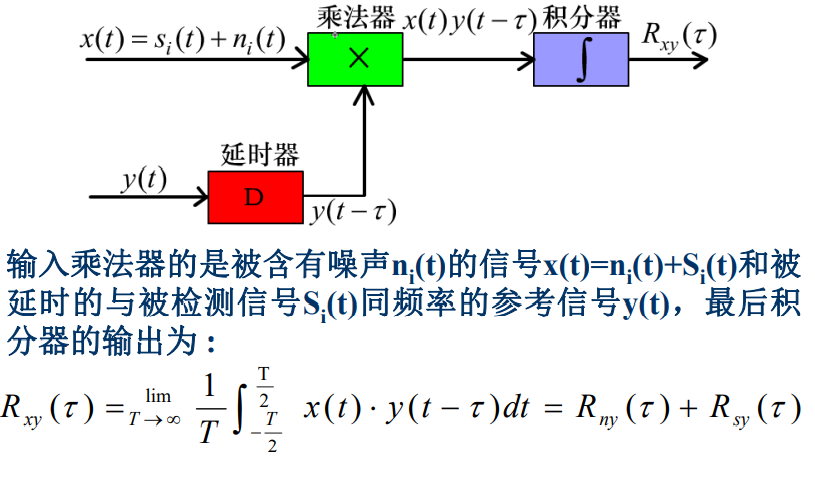 x(t) = s_i(t) + n_i(t)
乘法器
×
x(t)y(t − τ)
积分器
∫
R_xy(τ)
y(t)
延时器
D
y(t − τ)
输入乘法器的是被含有噪声n_i(t)的信号x(t)=n_i(t)+S_i(t)和被
延时的与被检测信号S_i(t)同频率的参考信号y(t)，最后积
分器的输出为：
R_xy(τ) = lim_{T→∞} 1/T ∫_{-T/2}^{T/2} x(t)·y(t − τ)dt = R_ny(τ) + R_sy(τ)